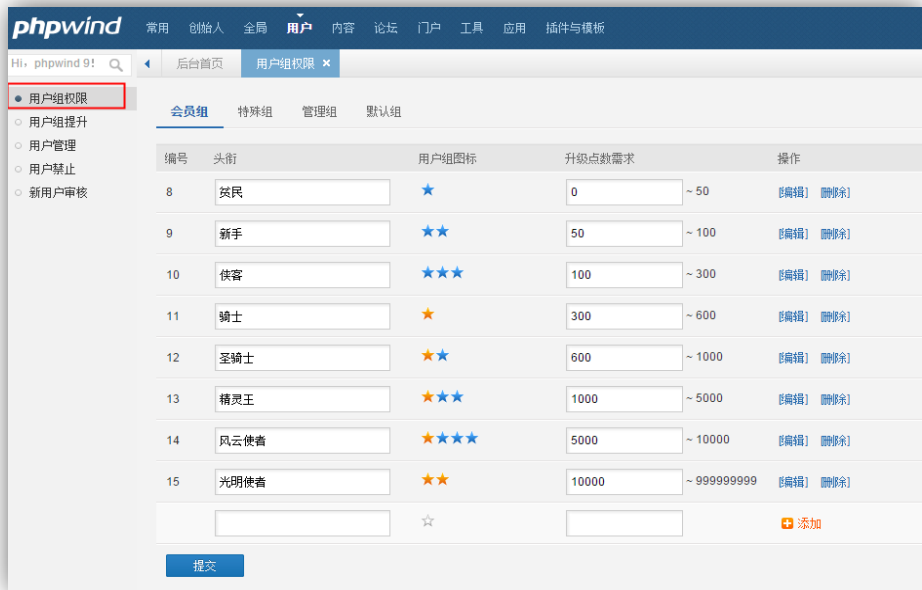 phpwind 常用 创始人 全局 用户 内容 论坛 门户 工具 应用 插件与模板
Hi，phpwind 9! 后台首页 用户组权限 ×
用户组权限
用户组提升
用户管理
用户禁止
新用户审核
会员组 特殊组 管理组 默认组
编号 头衔 用户组图标 升级点数需求 操作
8 贫民 0 ~ 50 [编辑] [删除]
9 新手 50 ~ 100 [编辑] [删除]
10 侠客 100 ~ 300 [编辑] [删除]
11 骑士 300 ~ 600 [编辑] [删除]
12 圣骑士 600 ~ 1000 [编辑] [删除]
13 精灵王 1000 ~ 5000 [编辑] [删除]
14 风云使者 5000 ~ 10000 [编辑] [删除]
15 光明使者 10000 ~ 999999999 [编辑] [删除]
添加
提交